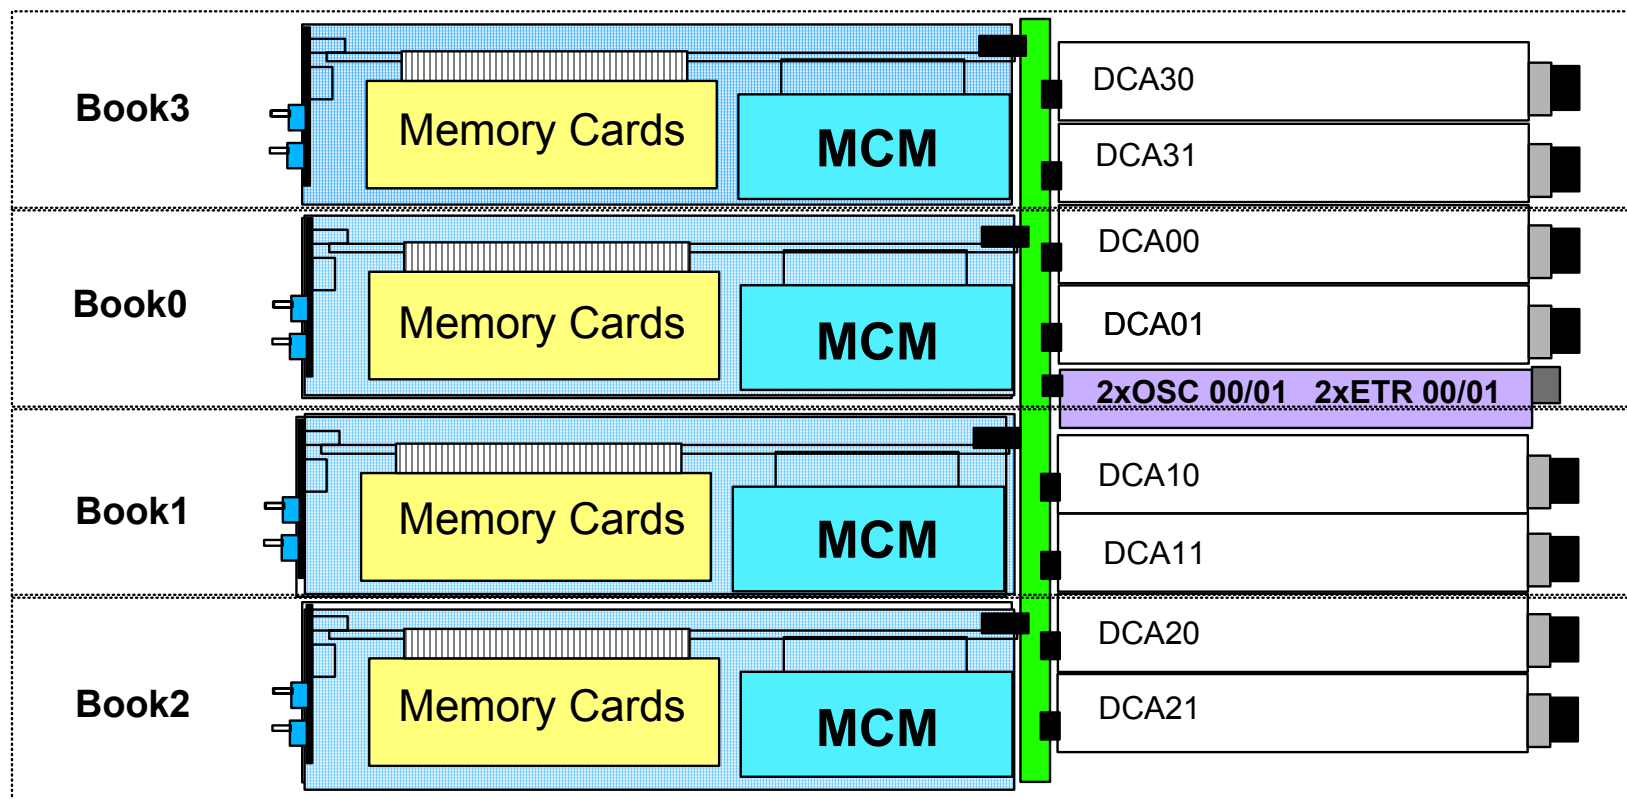 Book3
Memory Cards
MCM
DCA30
DCA31
Book0
Memory Cards
MCM
DCA00
DCA01
2xOSC 00/01 2xETR 00/01
Book1
Memory Cards
MCM
DCA10
DCA11
Book2
Memory Cards
MCM
DCA20
DCA21